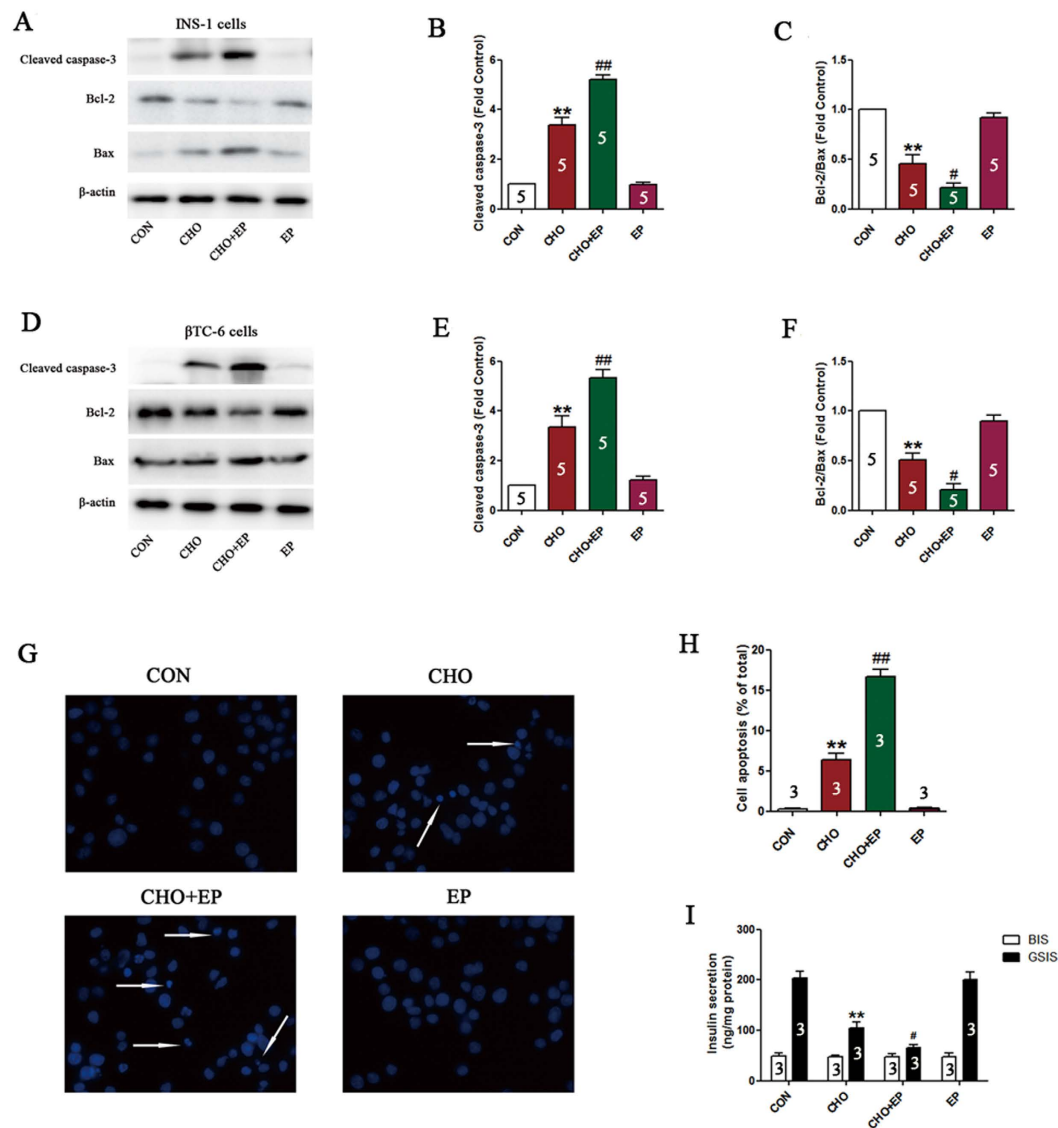 A
INS-1 cells
Cleaved caspase-3
Bcl-2
Bax
β-actin
CON
CHO
CHO+EP
EP
B
Cleaved caspase-3 (Fold Control)
6
4
2
0
5
**
5
##
5
5
CON
CHO
CHO+EP
EP
C
Bcl-2/Bax (Fold Control)
1.5
1.0
0.5
0.0
5
**
5
#
5
5
CON
CHO
CHO+EP
EP
D
βTC-6 cells
Cleaved caspase-3
Bcl-2
Bax
β-actin
CON
CHO
CHO+EP
EP
E
Cleaved caspase-3 (Fold Control)
6
4
2
0
5
**
5
##
5
5
CON
CHO
CHO+EP
EP
F
Bcl-2/Bax (Fold Control)
1.5
1.0
0.5
0.0
5
**
5
#
5
5
CON
CHO
CHO+EP
EP
G
CON
CHO
CHO+EP
EP
H
Cell apoptosis (% of total)
20
15
10
5
0
3
**
3
##
3
3
CON
CHO
CHO+EP
EP
I
Insulin secretion
(ng/mg protein)
300
200
100
0
BIS
GSIS
3
3
3
**
3
3
#
3
3
3
CON
CHO
CHO+EP
EP